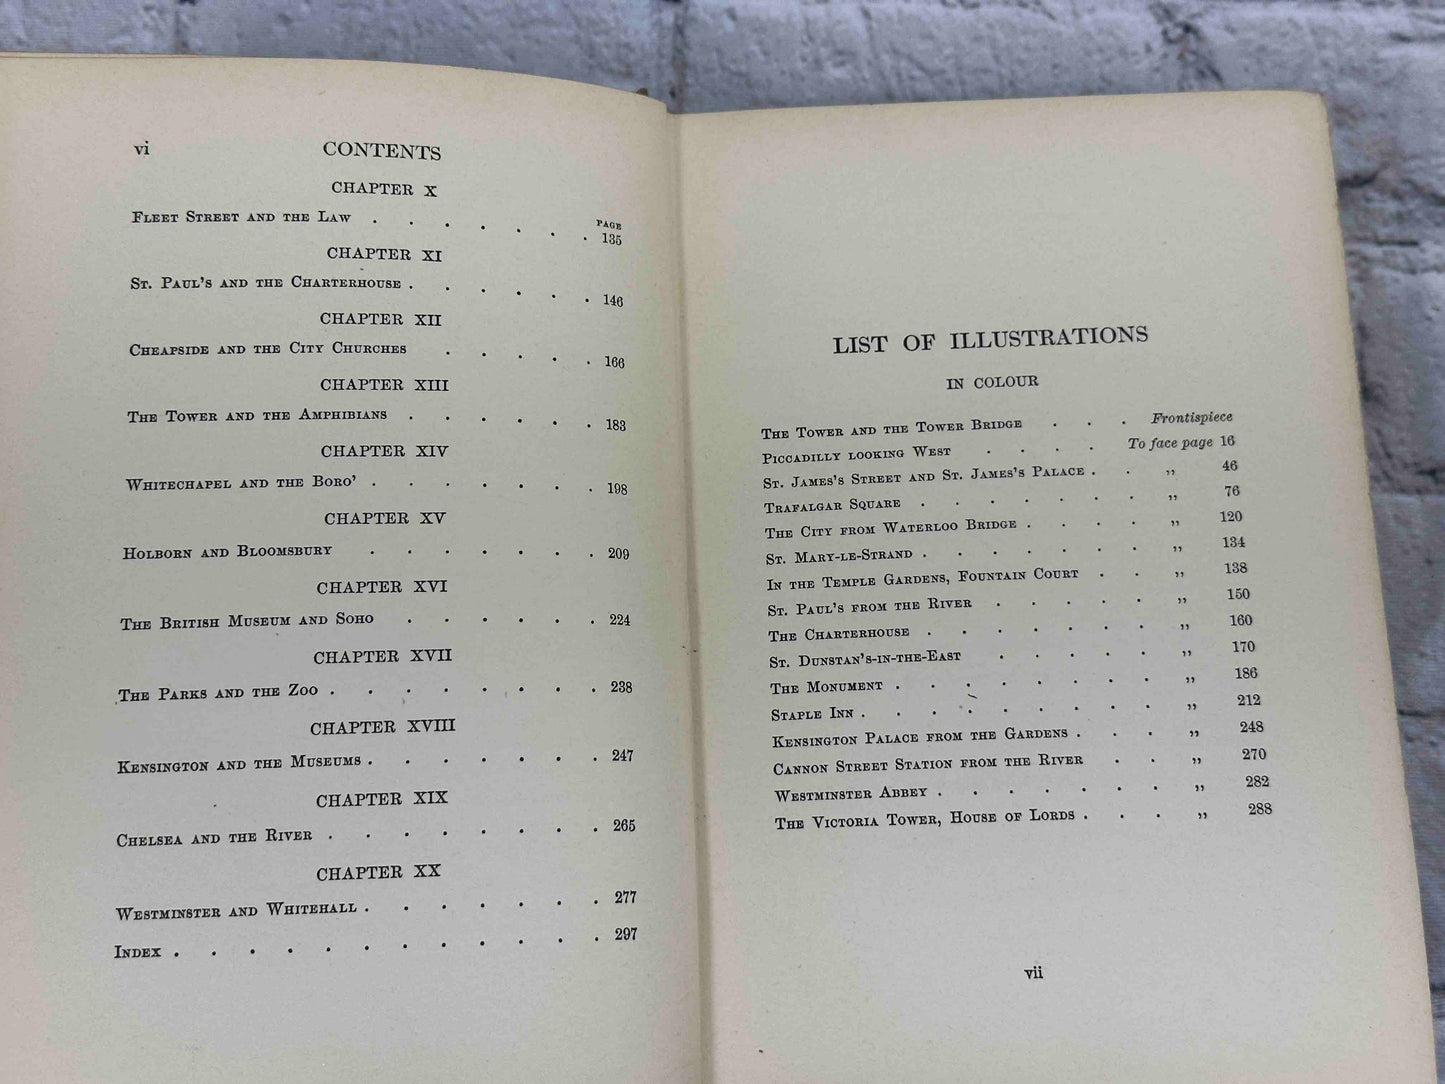 vi CONTENTS
CHAPTER X
PAGE
Fleet Street and the Law . . . . . . . 135
CHAPTER XI
St. Paul's and the Charterhouse . . . . . . 146
CHAPTER XII
Cheapside and the City Churches . . . . . 166
CHAPTER XIII
The Tower and the Amphibians . . . . . . 183
CHAPTER XIV
Whitechapel and the Boro' . . . . . . . 198
CHAPTER XV
Holborn and Bloomsbury . . . . . . . 209
CHAPTER XVI
The British Museum and Soho . . . . . . 224
CHAPTER XVII
The Parks and the Zoo . . . . . . . . 238
CHAPTER XVIII
Kensington and the Museums . . . . . . . 247
CHAPTER XIX
Chelsea and the River . . . . . . . . 265
CHAPTER XX
Westminster and Whitehall . . . . . . . 277
Index . . . . . . . . . . . . 297
LIST OF ILLUSTRATIONS
IN COLOUR
The Tower and the Tower Bridge . . . Frontispiece
Piccadilly looking West . . . . To face page 16
St. James's Street and St. James's Palace . . ,, 46
Trafalgar Square . . . . . . . ,, 76
The City from Waterloo Bridge . . . . ,, 120
St. Mary-le-Strand . . . . . . . ,, 134
In the Temple Gardens, Fountain Court . . ,, 138
St. Paul's from the River . . . . . ,, 150
The Charterhouse . . . . . . . ,, 160
St. Dunstan's-in-the-East . . . . . ,, 170
The Monument . . . . . . . . ,, 186
Staple Inn . . . . . . . . . ,, 212
Kensington Palace from the Gardens . . . ,, 248
Cannon Street Station from the River . . ,, 270
Westminster Abbey . . . . . . . ,, 282
The Victoria Tower, House of Lords . . . ,, 288
vii